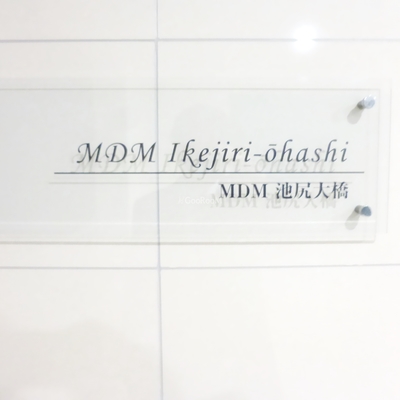 MDM Ikejiri-ōhashi
MDM 池尻大橋